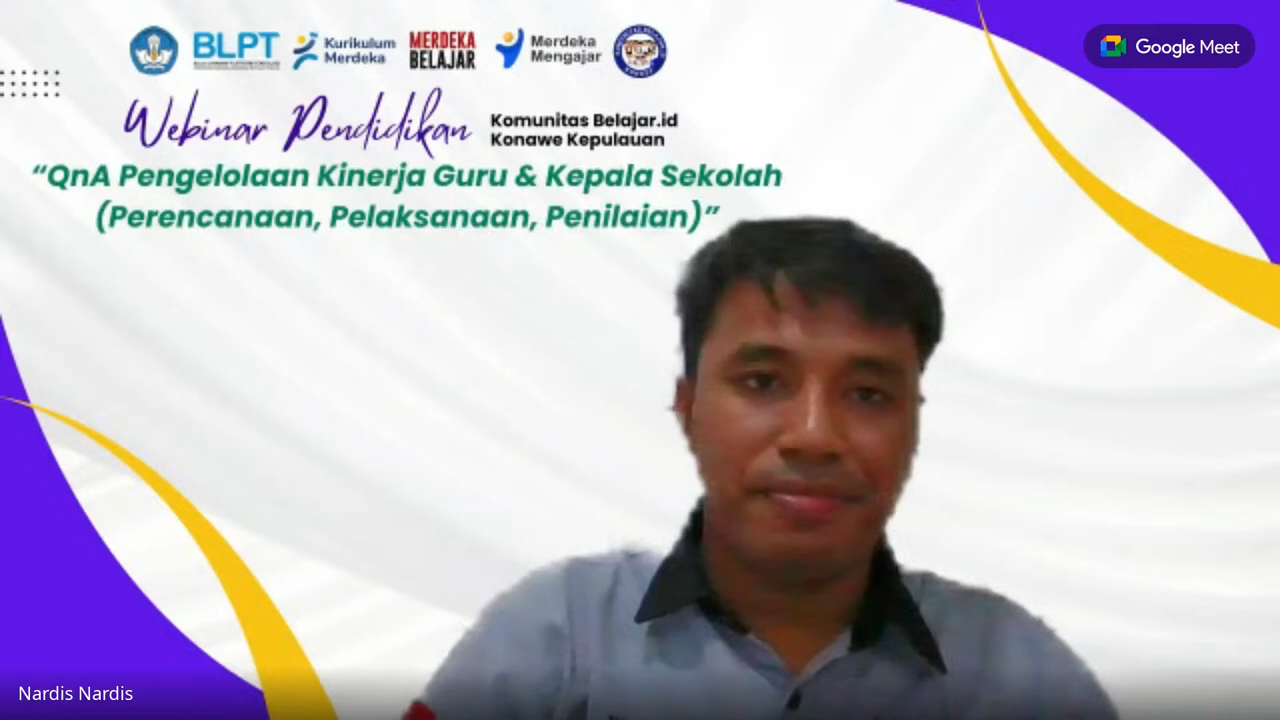 BLPT
Kurikulum
Merdeka
MERDEKA
BELAJAR
Merdeka
Mengajar
Google Meet
Webinar Pendidikan
Komunitas Belajar.id
Konawe Kepulauan
“QnA Pengelolaan Kinerja Guru & Kepala Sekolah
(Perencanaan, Pelaksanaan, Penilaian)”
Nardis Nardis